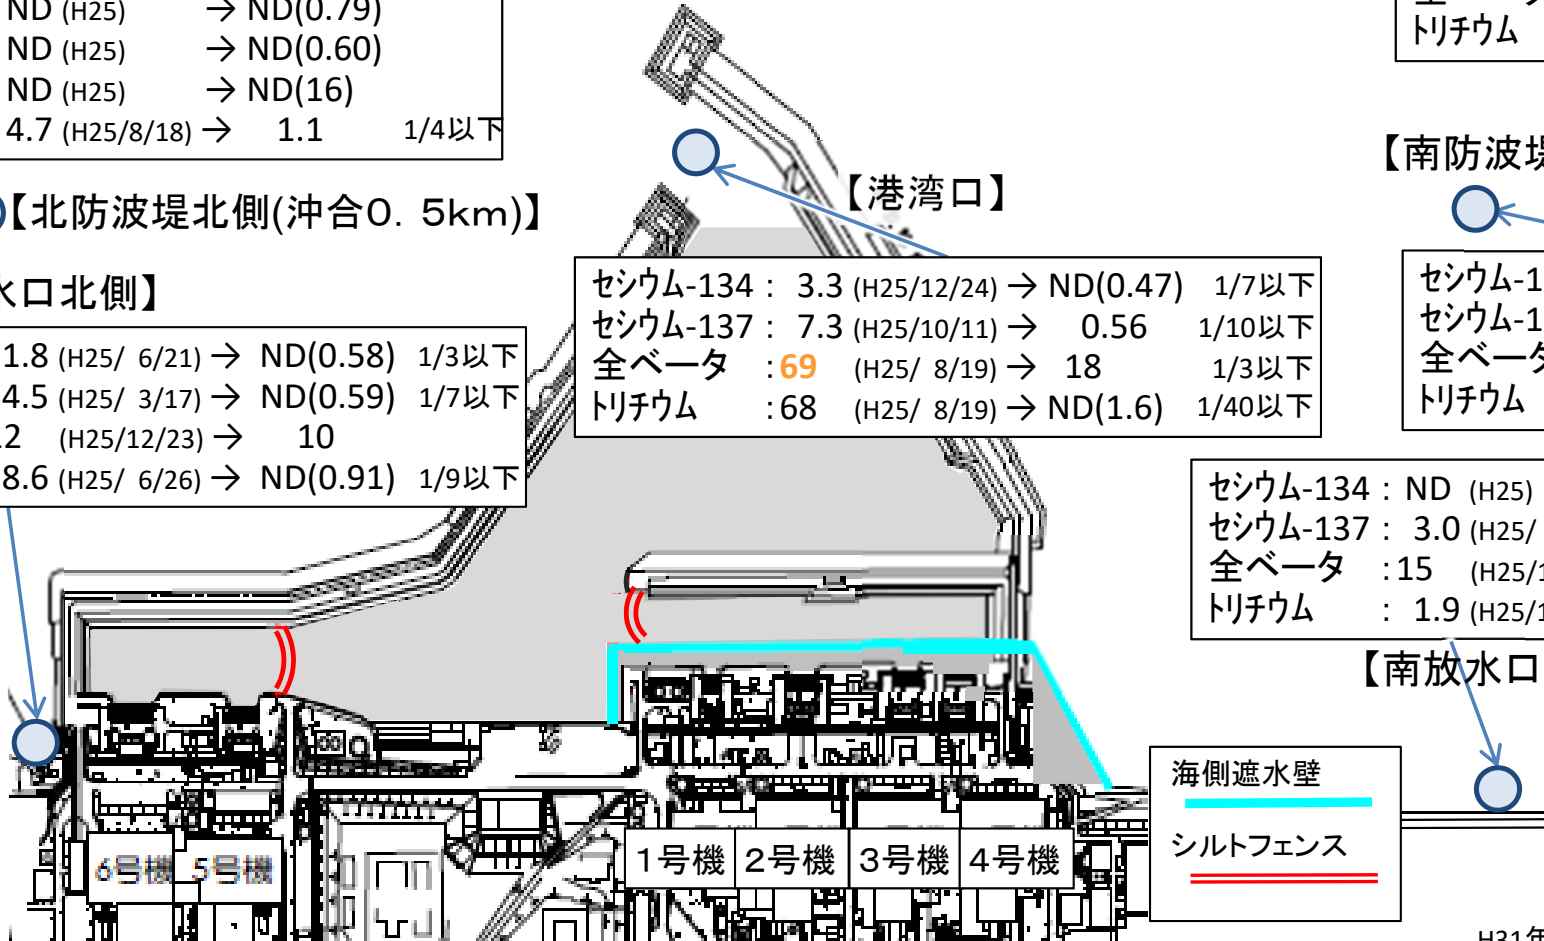 ND (H25) → ND(0.79)
ND (H25) → ND(0.60)
ND (H25) → ND(16)
4.7 (H25/8/18) → 1.1 1/4以下
トリチウム
【南防波堤
【港湾口】
【北防波堤北側(沖合0．5km)】
水口北側】
セシウム-134 : 3.3 (H25/12/24) → ND(0.47) 1/7以下
セシウム-137 : 7.3 (H25/10/11) → 0.56 1/10以下
全ベータ : 69 (H25/ 8/19) → 18 1/3以下
トリチウム : 68 (H25/ 8/19) → ND(1.6) 1/40以下
セシウム-1
セシウム-1
全ベータ
トリチウム
1.8 (H25/ 6/21) → ND(0.58) 1/3以下
4.5 (H25/ 3/17) → ND(0.59) 1/7以下
12 (H25/12/23) → 10
8.6 (H25/ 6/26) → ND(0.91) 1/9以下
セシウム-134 : ND (H25)
セシウム-137 : 3.0 (H25/
全ベータ : 15 (H25/1
トリチウム : 1.9 (H25/1
【南放水口
海側遮水壁
シルトフェンス
6号機 5号機
1号機 2号機 3号機 4号機
H31年